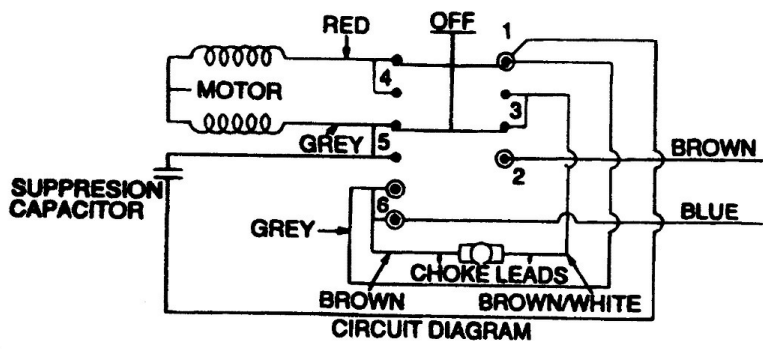 OFF
1
RED
4
MOTOR
3
GREY
5
2
BROWN
SUPPRESION
CAPACITOR
6
BLUE
GREY
CHOKE LEADS
BROWN
BROWN/WHITE
CIRCUIT DIAGRAM